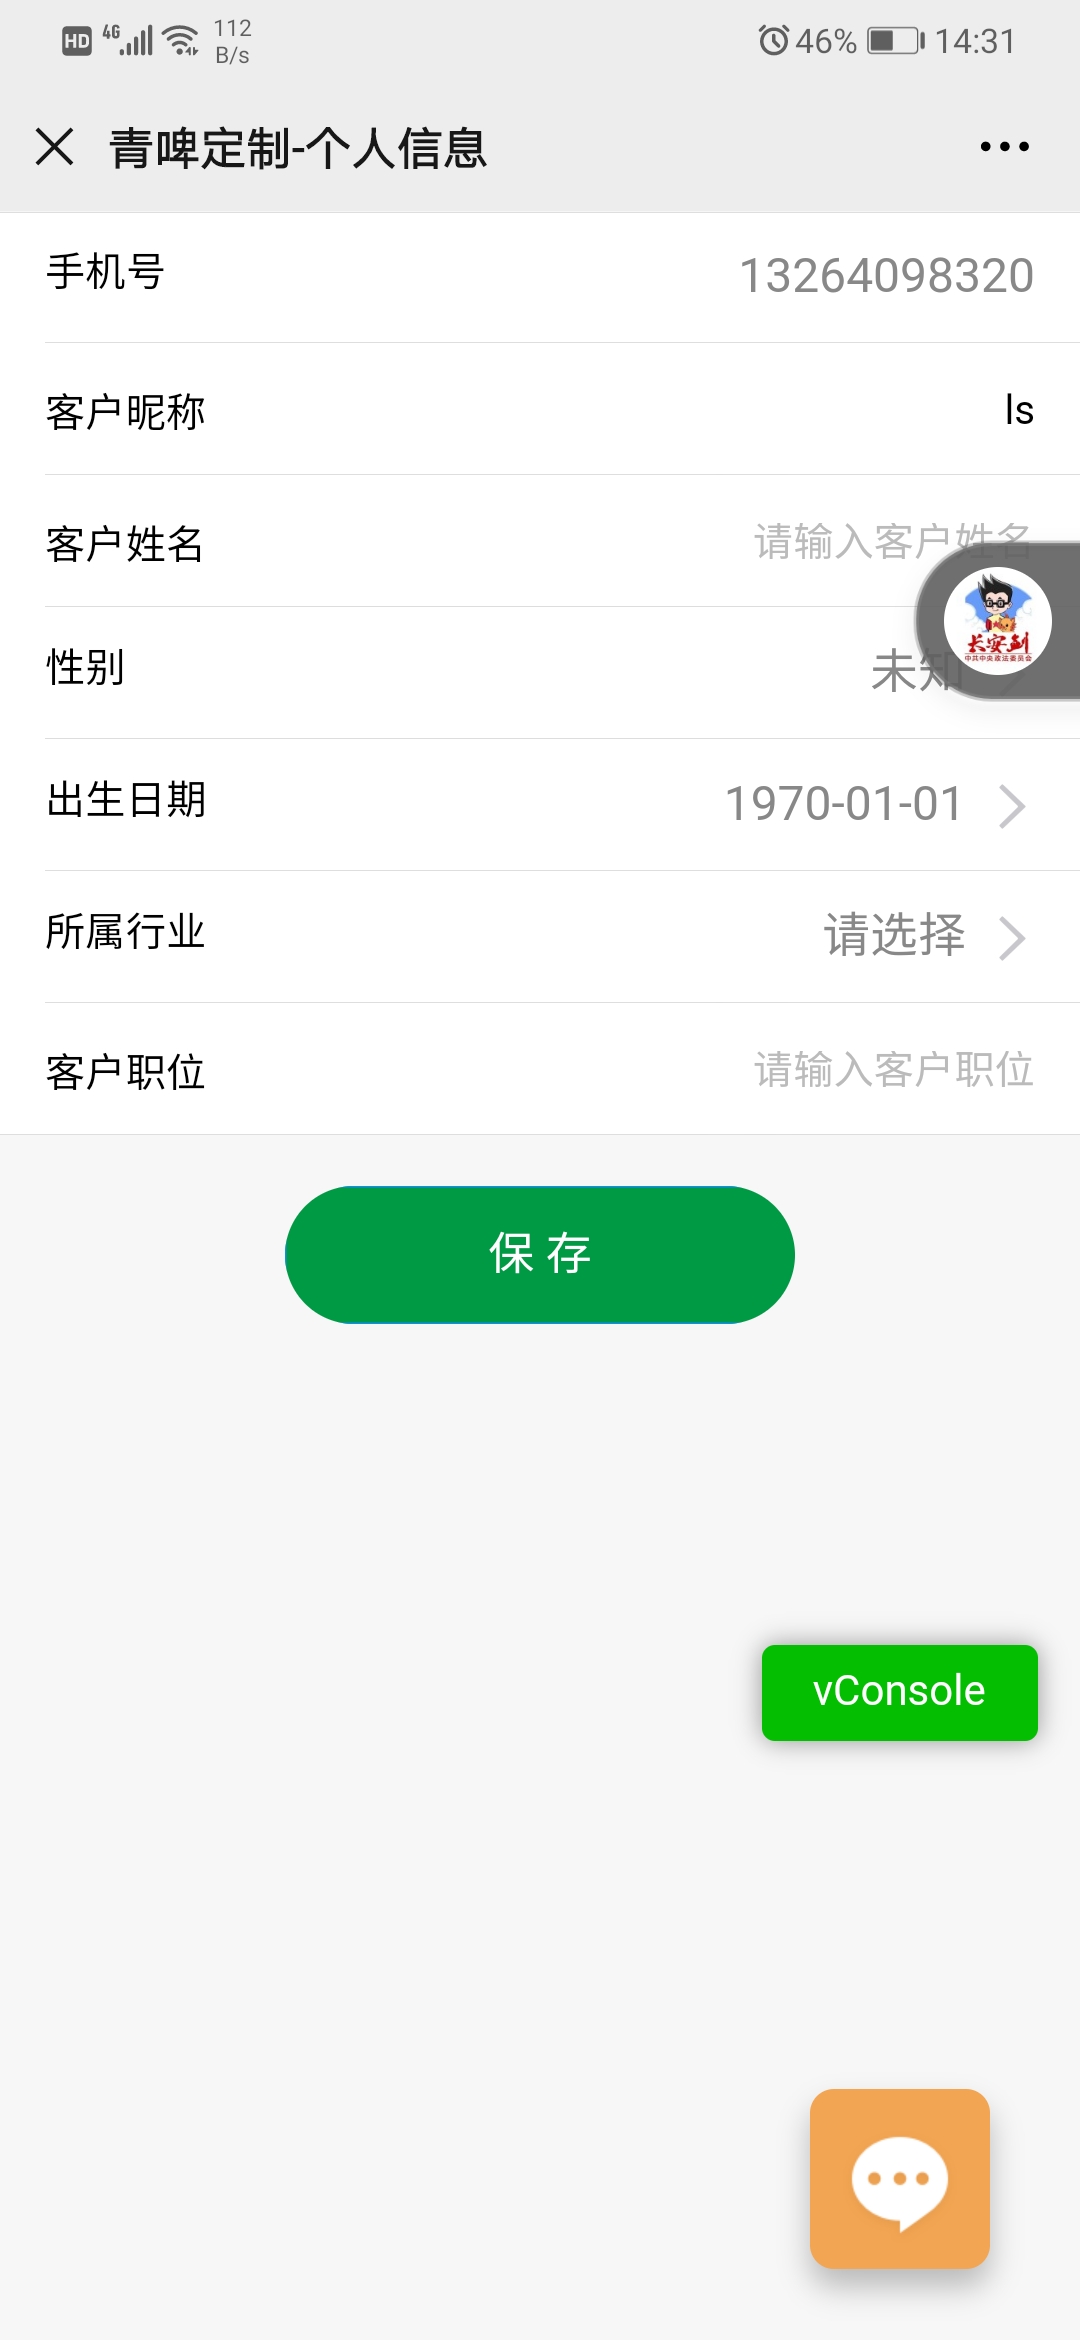 HD 4G 112 B/s 46% 14:31
青啤定制-个人信息
手机号 13264098320
客户昵称 ls
客户姓名 请输入客户姓名
长安剑
中共中央政法委员会
性别 未知
出生日期 1970-01-01
所属行业 请选择
客户职位 请输入客户职位
保存
vConsole